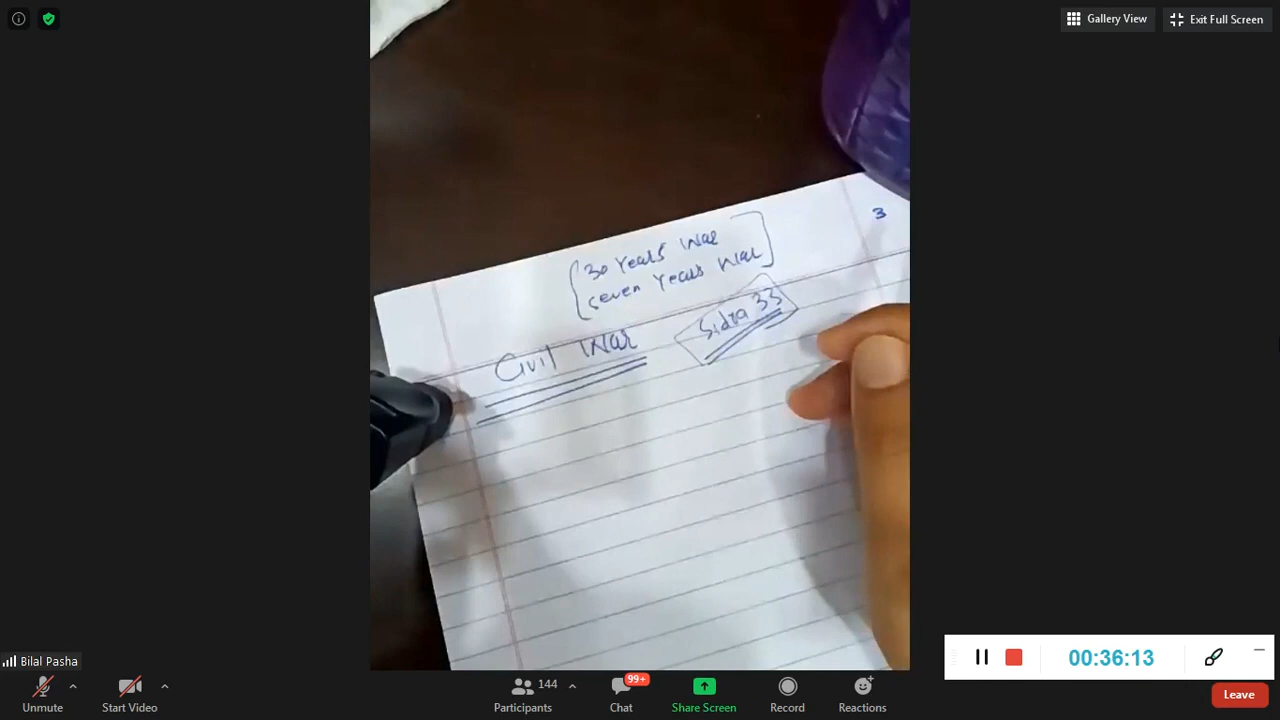 Gallery View
Exit Full Screen
3
30 Years War
Seven Years War
Civil War
Sidra 33
Bilal Pasha
00:36:13
Unmute
Start Video
144
Participants
99+
Chat
Share Screen
Record
Reactions
Leave